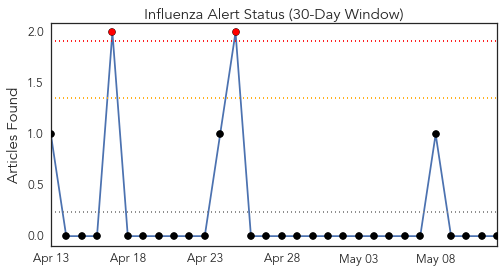 Influenza Alert Status (30-Day Window)
Articles Found
2.0
1.5
1.0
0.5
0.0
Apr 13
Apr 18
Apr 23
Apr 28
May 03
May 08